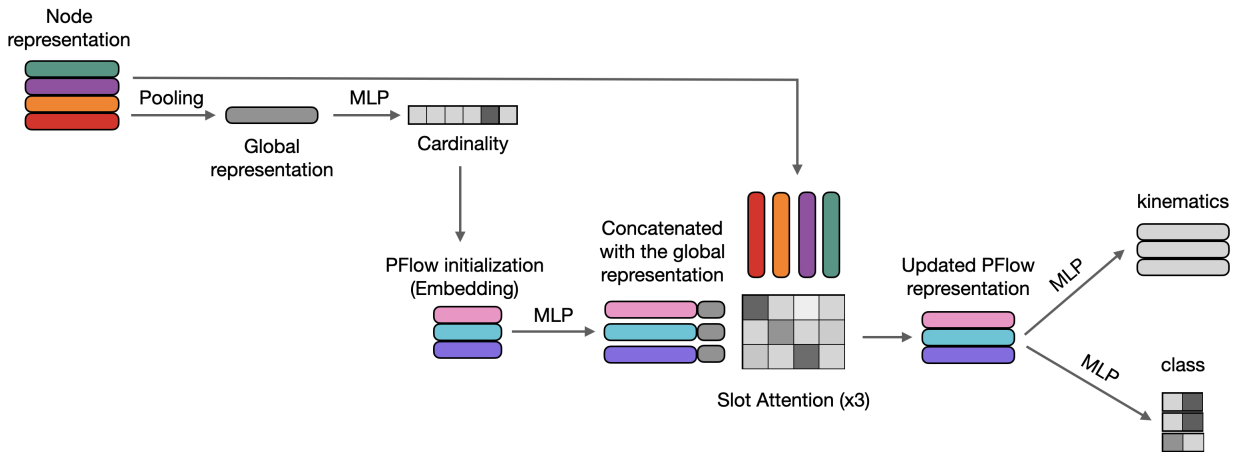 Node
representation
Pooling
MLP
Global
representation
Cardinality
PFlow initialization
(Embedding)
MLP
Concatenated
with the global
representation
Slot Attention (x3)
Updated PFlow
representation
MLP
kinematics
MLP
class